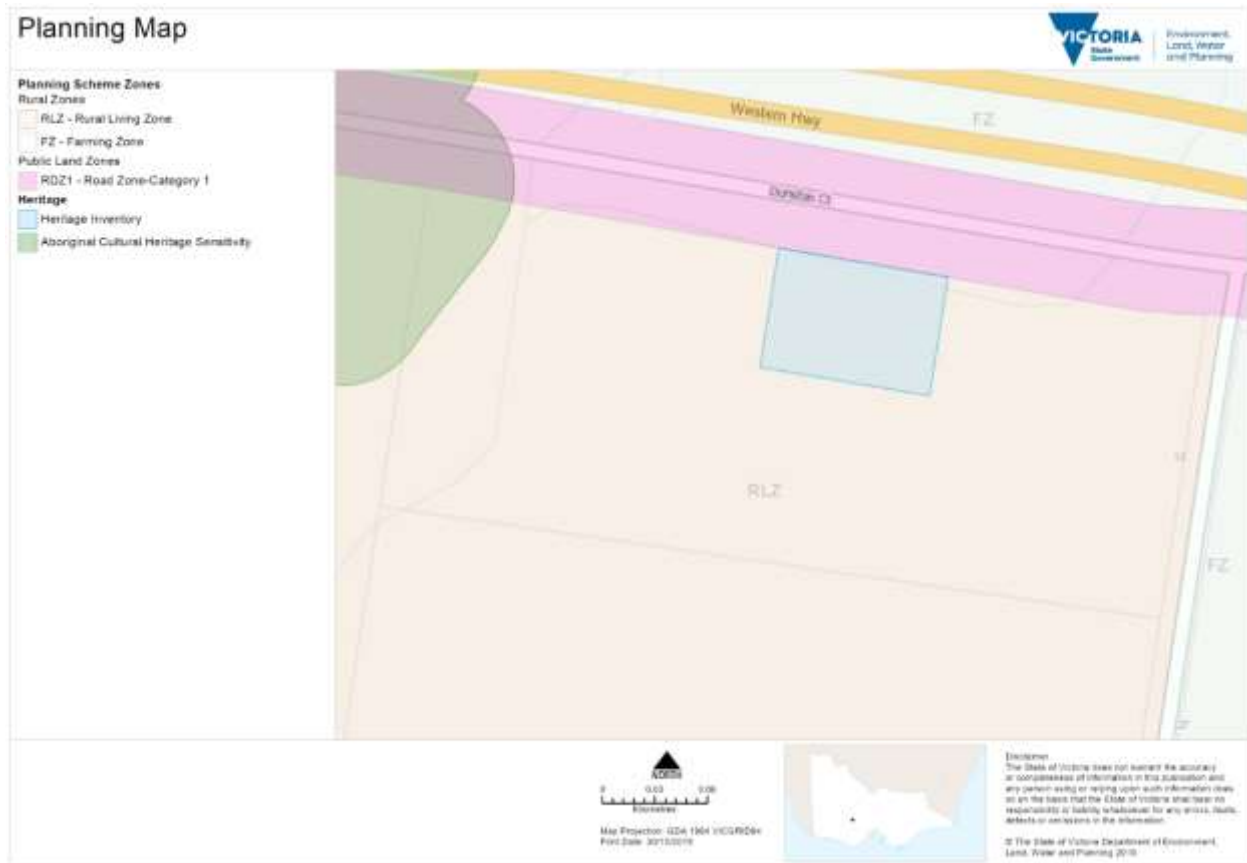 Planning Map
VICTORIA
State
Government
Environment,
Land, Water
and Planning
Planning Scheme Zones
Rural Zones
RLZ - Rural Living Zone
FZ - Farming Zone
Public Land Zones
RDZ1 - Road Zone-Category 1
Heritage
Heritage Inventory
Aboriginal Cultural Heritage Sensitivity
Western Hwy
FZ
RLZ
FZ
NORTH
0
Kilometres
Map Projection: GDA 1994 VICGRID94
Print Date:
Disclaimer
The State of Victoria does not warrant the accuracy
or completeness of information in this publication and
any person using or relying upon such information does
so on the basis that the State of Victoria shall bear no
responsibility or liability whatsoever for any errors, faults,
defects or omissions in the information.
© The State of Victoria Department of Environment,
Land, Water and Planning